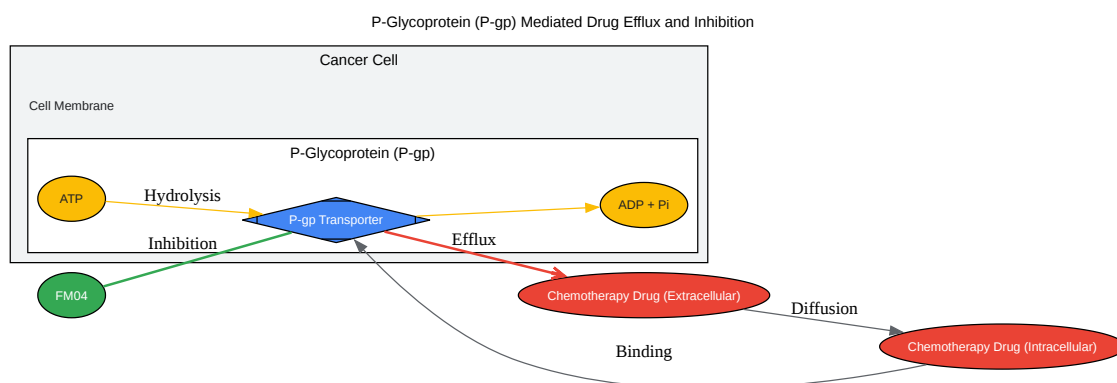 P-Glycoprotein (P-gp) Mediated Drug Efflux and Inhibition
Cancer Cell
Cell Membrane
P-Glycoprotein (P-gp)
ATP
Hydrolysis
P-gp Transporter
ADP + Pi
Inhibition
Efflux
FM04
Chemotherapy Drug (Extracellular)
Diffusion
Chemotherapy Drug (Intracellular)
Binding